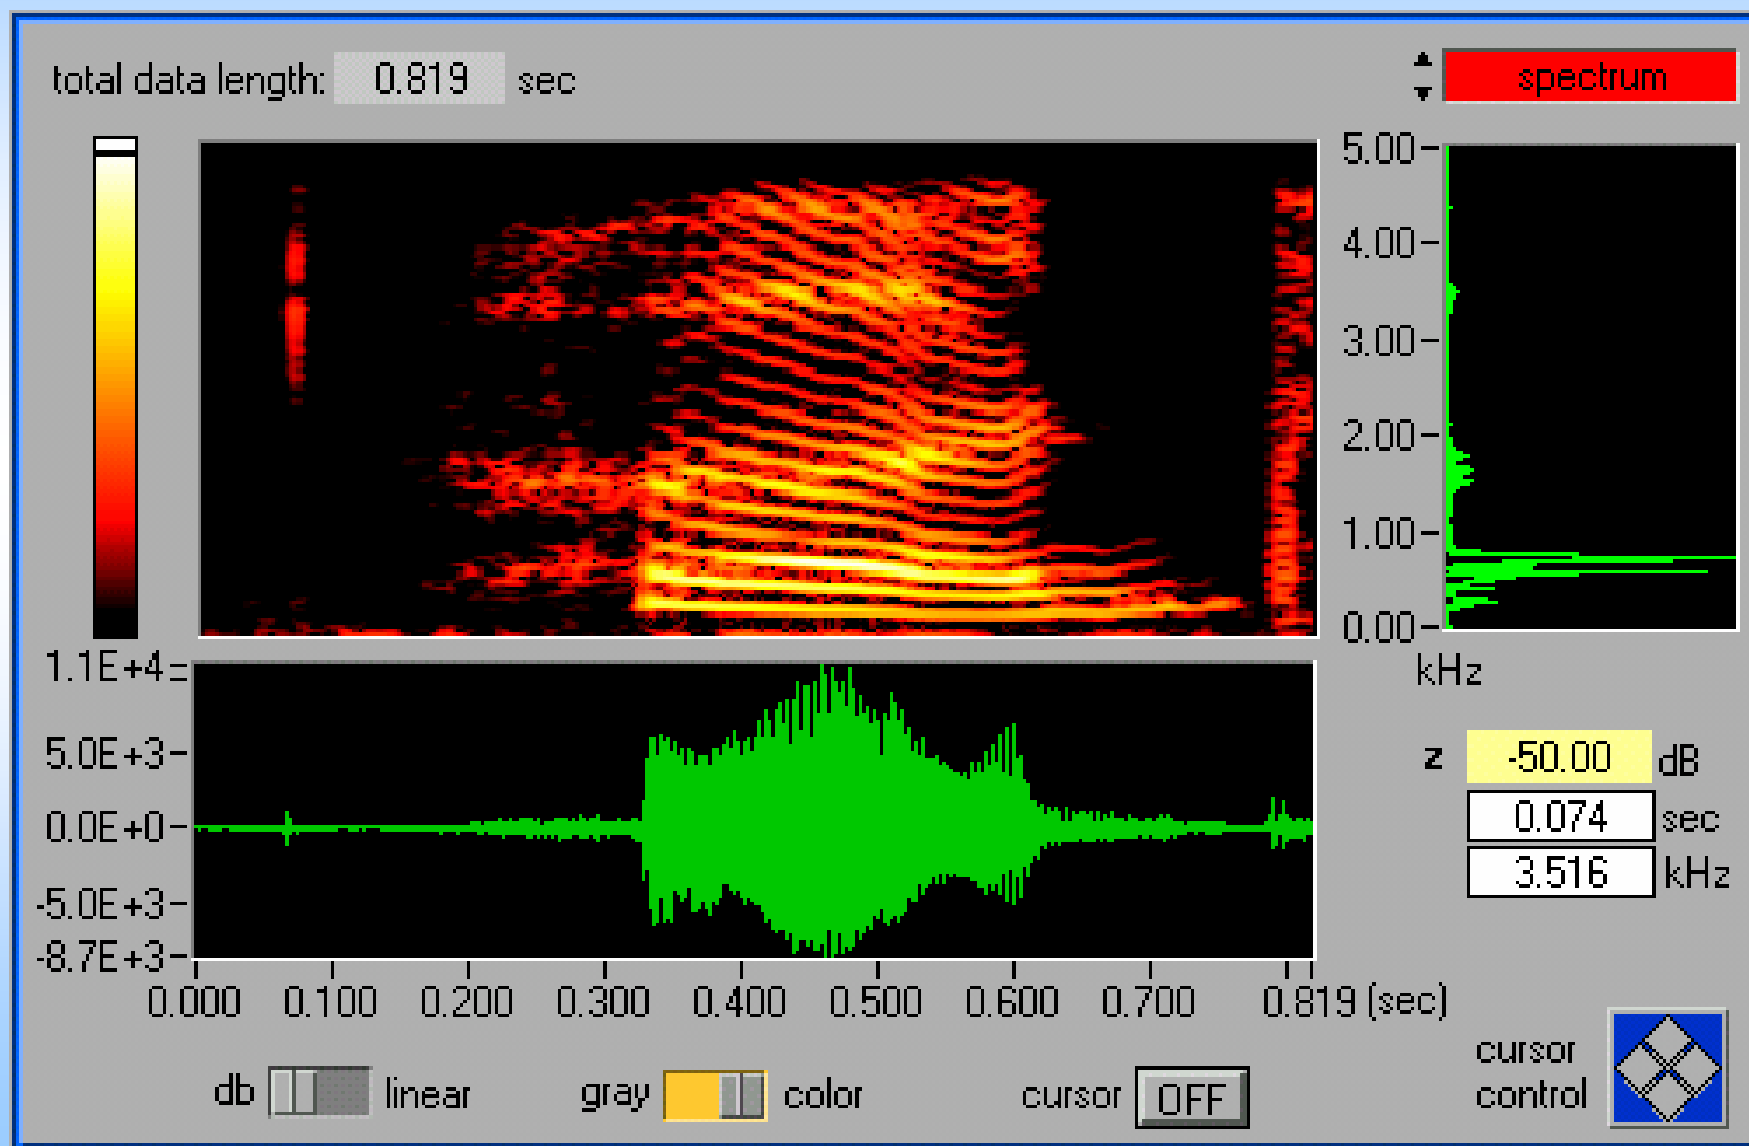 total data length: 0.819 sec
spectrum
5.00
4.00
3.00
2.00
1.00
0.00
kHz
1.1E+4
5.0E+3
0.0E+0
-5.0E+3
-8.7E+3
0.000 0.100 0.200 0.300 0.400 0.500 0.600 0.700 0.819 (sec)
z -50.00 dB
0.074 sec
3.516 kHz
db linear gray color cursor OFF
cursor
control